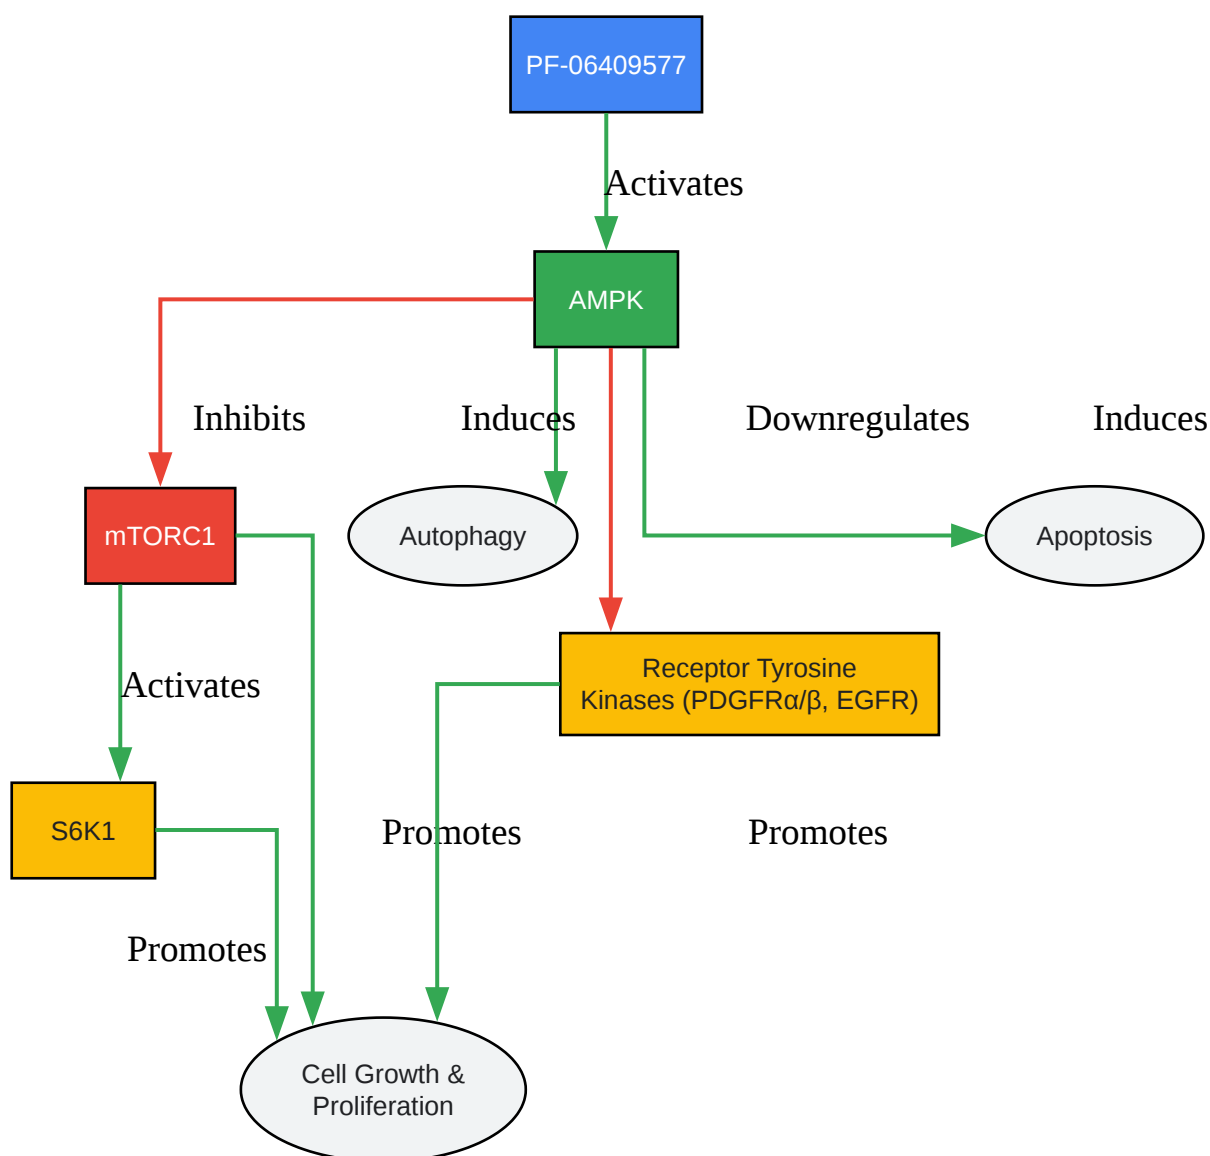 PF-06409577
Activates
AMPK
Inhibits
Induces
Downregulates
Induces
mTORC1
Autophagy
Apoptosis
Receptor Tyrosine
Kinases (PDGFRα/β, EGFR)
Activates
S6K1
Promotes
Promotes
Promotes
Cell Growth &
Proliferation